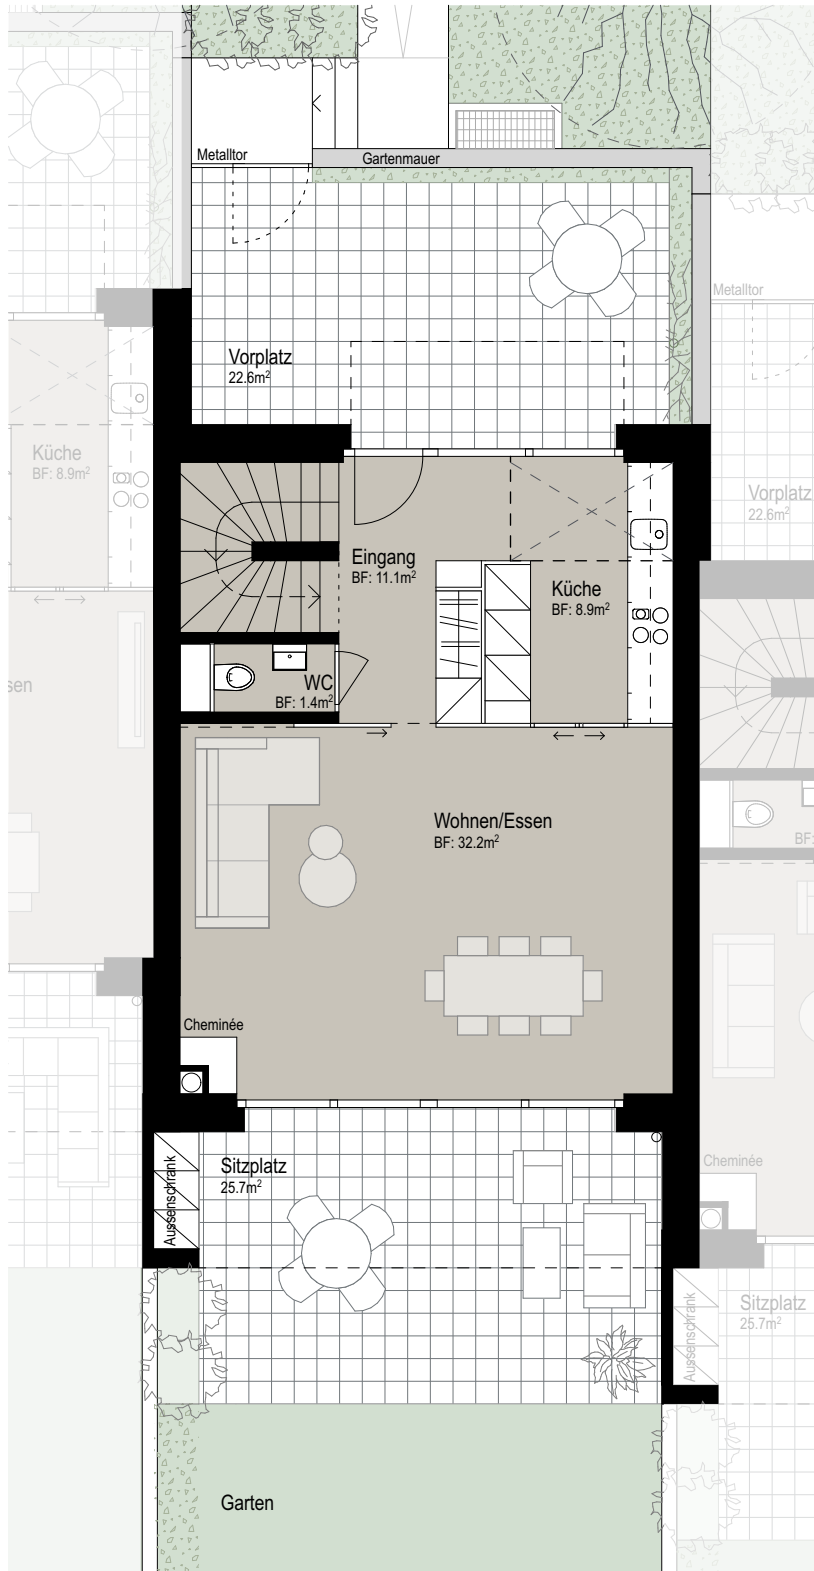 Metalltor
Gartenmauer
Metalltor
Vorplatz
22.6m²
Küche
BF: 8.9m²
Vorplatz
22.6m²
Eingang
BF: 11.1m²
Küche
BF: 8.9m²
WC
BF: 1.4m²
sen
Wohnen/Essen
BF: 32.2m²
BF:
Cheminée
Sitzplatz
25.7m²
Aussenschrank
Cheminée
Sitzplatz
25.7m²
Aussenschrank
Garten